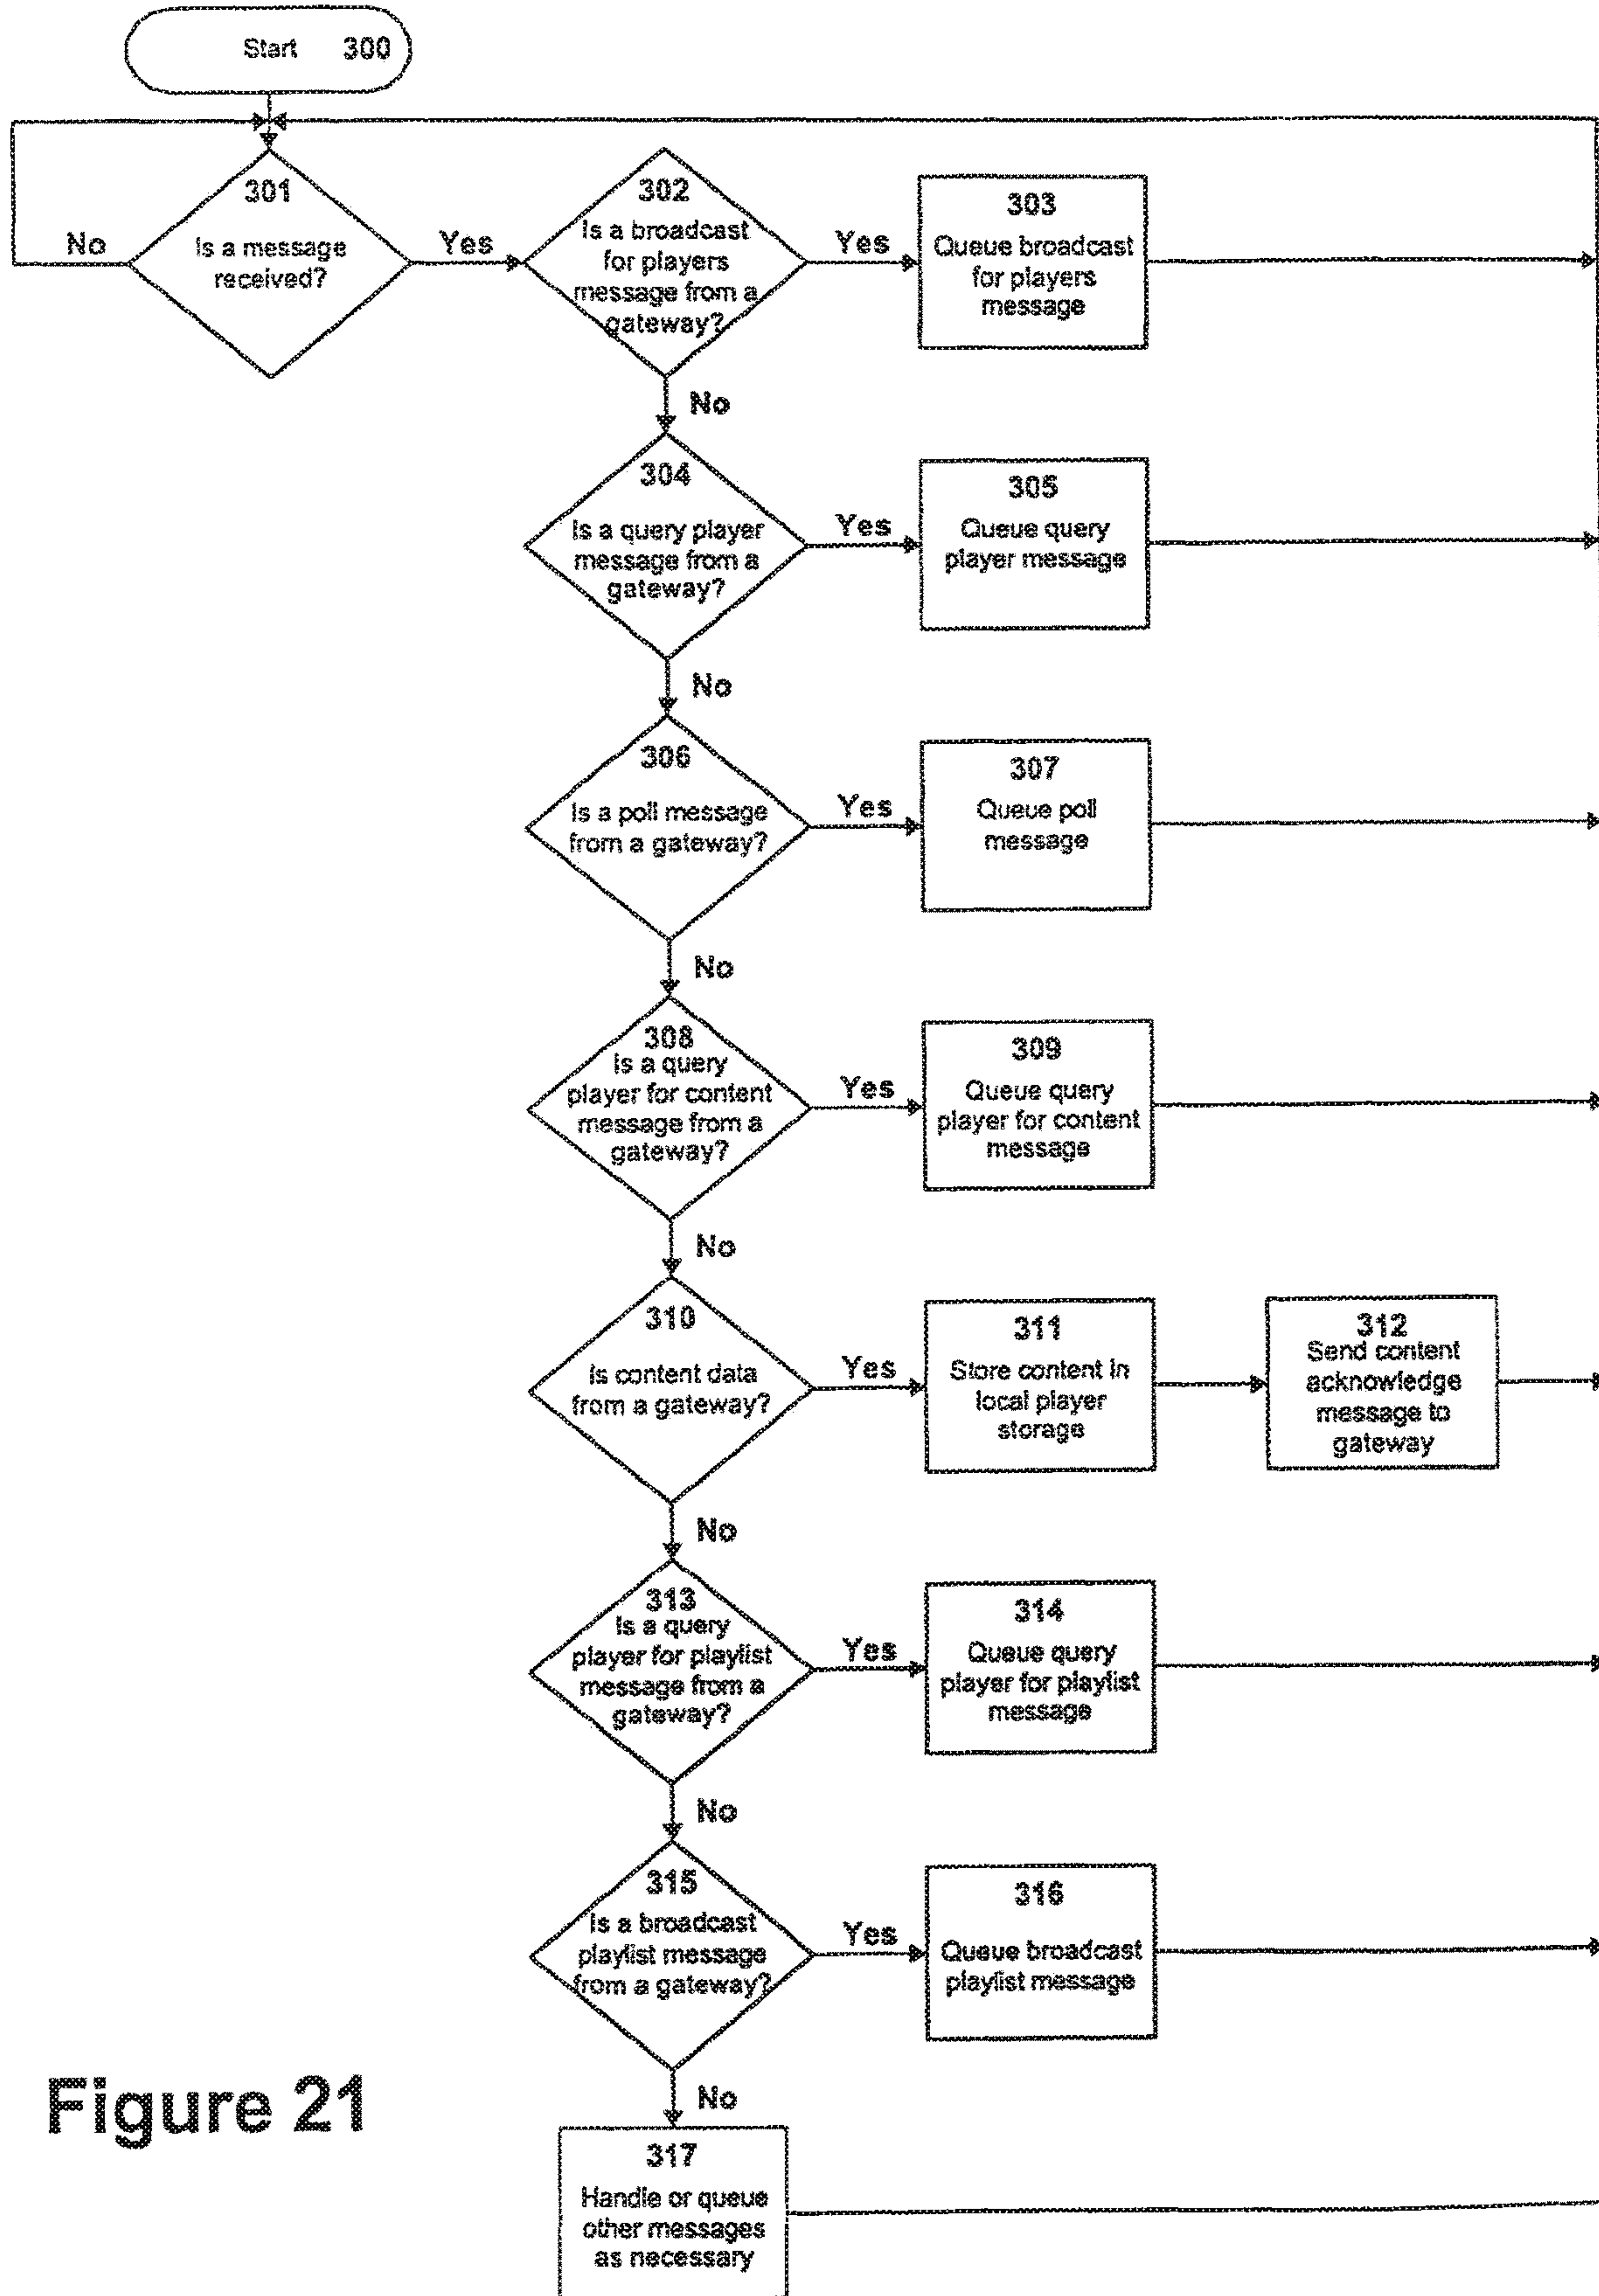 Start 300
301
Is a message
received?
No
Yes
302
Is a broadcast
for players
message from a
gateway?
Yes
303
Queue broadcast
for players
message
No
304
Is a query player
message from a
gateway?
Yes
305
Queue query
player message
No
306
Is a poll message
from a gateway?
Yes
307
Queue poll
message
No
308
Is a query
player for content
message from a
gateway?
Yes
309
Queue query
player for content
message
No
310
Is content data
from a gateway?
Yes
311
Store content in
local player
storage
312
Send content
acknowledge
message to
gateway
No
313
Is a query
player for playlist
message from a
gateway?
Yes
314
Queue query
player for playlist
message
No
315
Is a broadcast
playlist message
from a gateway?
Yes
316
Queue broadcast
playlist message
No
317
Handle or queue
other messages
as necessary
Figure 21